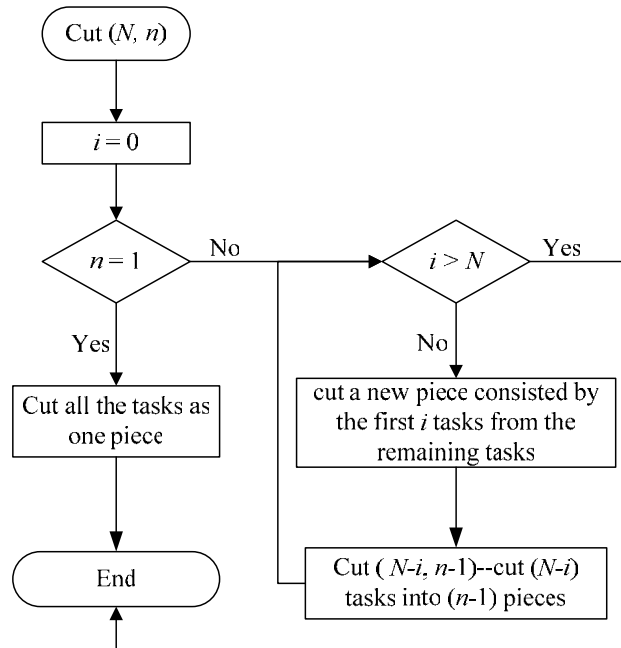 Cut (N, n)
i = 0
n = 1
No
i > N
Yes
Yes
No
Cut all the tasks as
one piece
cut a new piece consisted by
the first i tasks from the
remaining tasks
End
Cut ( N-i, n-1)--cut (N-i)
tasks into (n-1) pieces